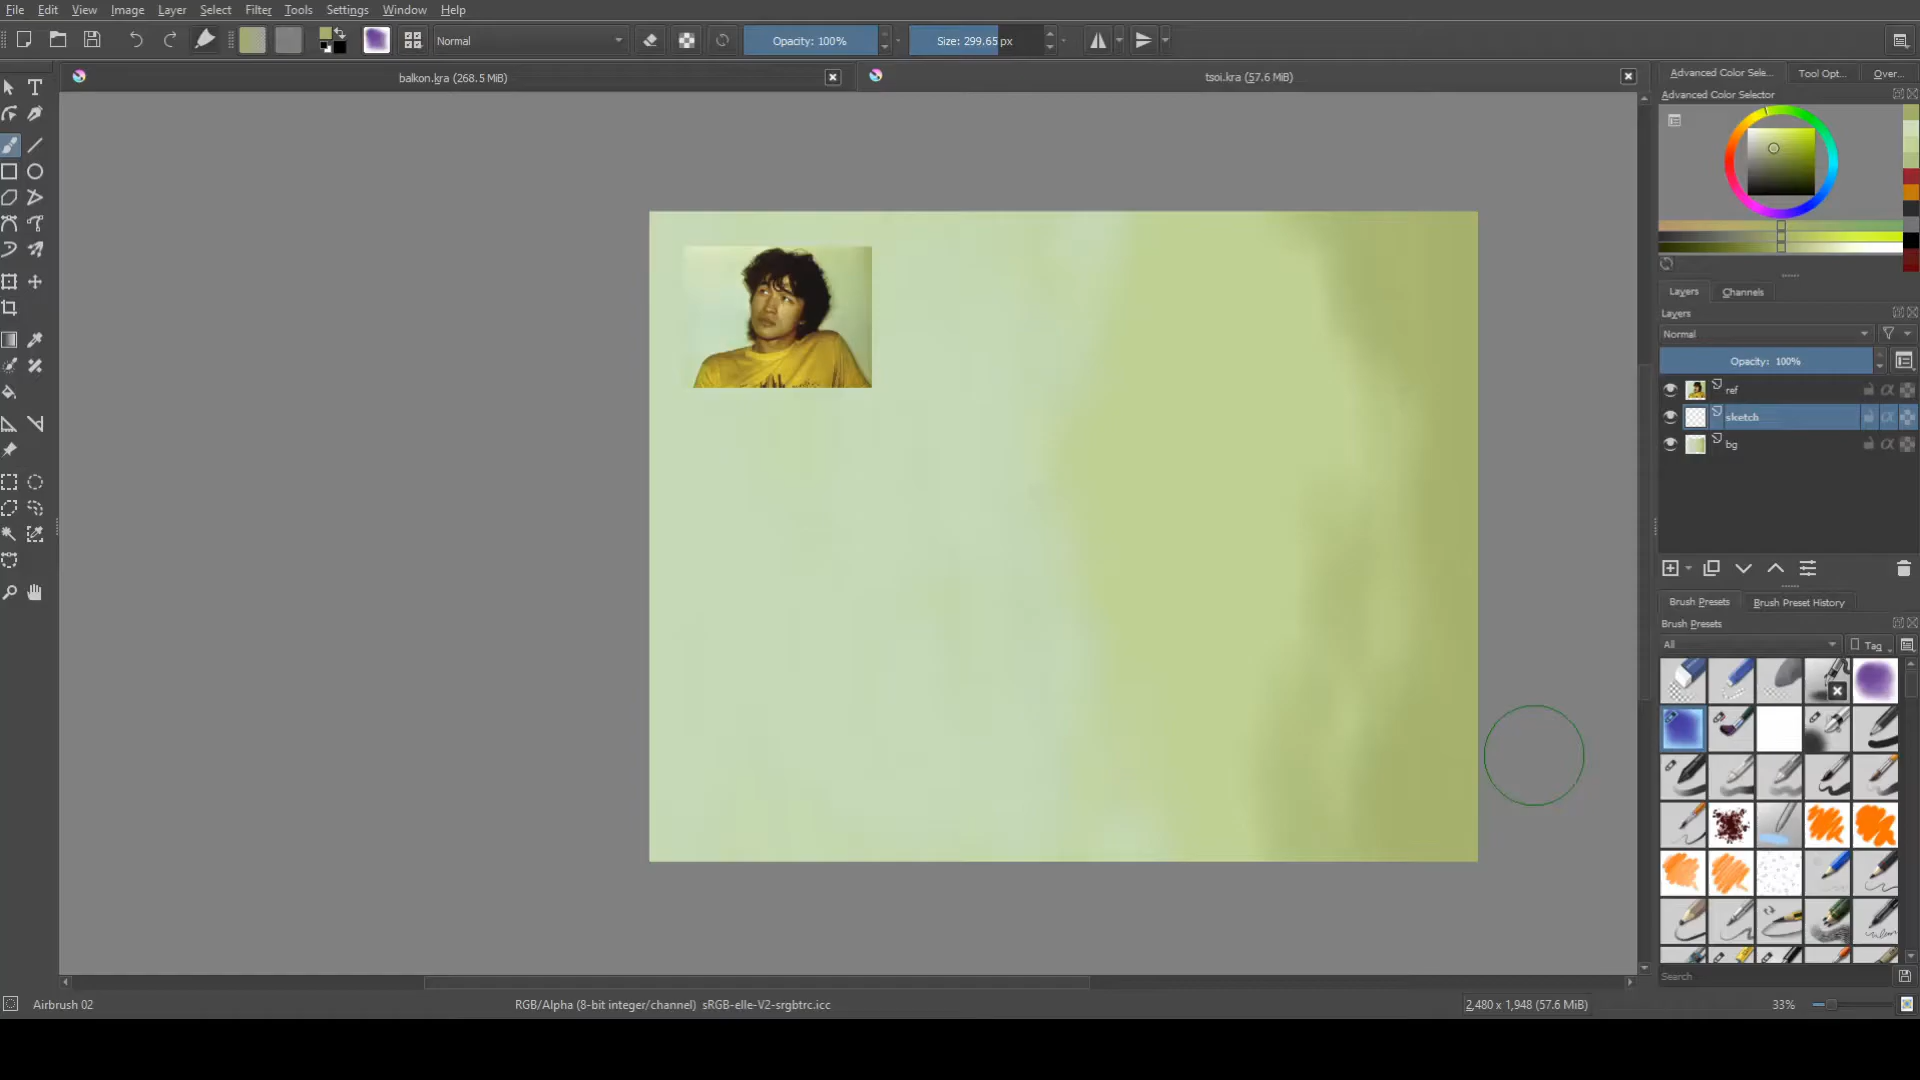 File Edit View Image Layer Select Filter Tools Settings Window Help
Normal Opacity: 100% Size: 299.65 px
balkon.kra (268.5 MiB) tsoi.kra (57.6 MiB)
Advanced Color Sele... Tool Opt... Over...
Advanced Color Selector
Layers Channels
Layers
Normal
Opacity: 100%
ref
sketch
bg
Brush Presets Brush Preset History
Brush Presets
All Tag
Search
Airbrush 02 RGB/Alpha (8-bit integer/channel) sRGB-elle-V2-srgbtrc.icc 2,480 x 1,948 (57.6 MiB) 33%